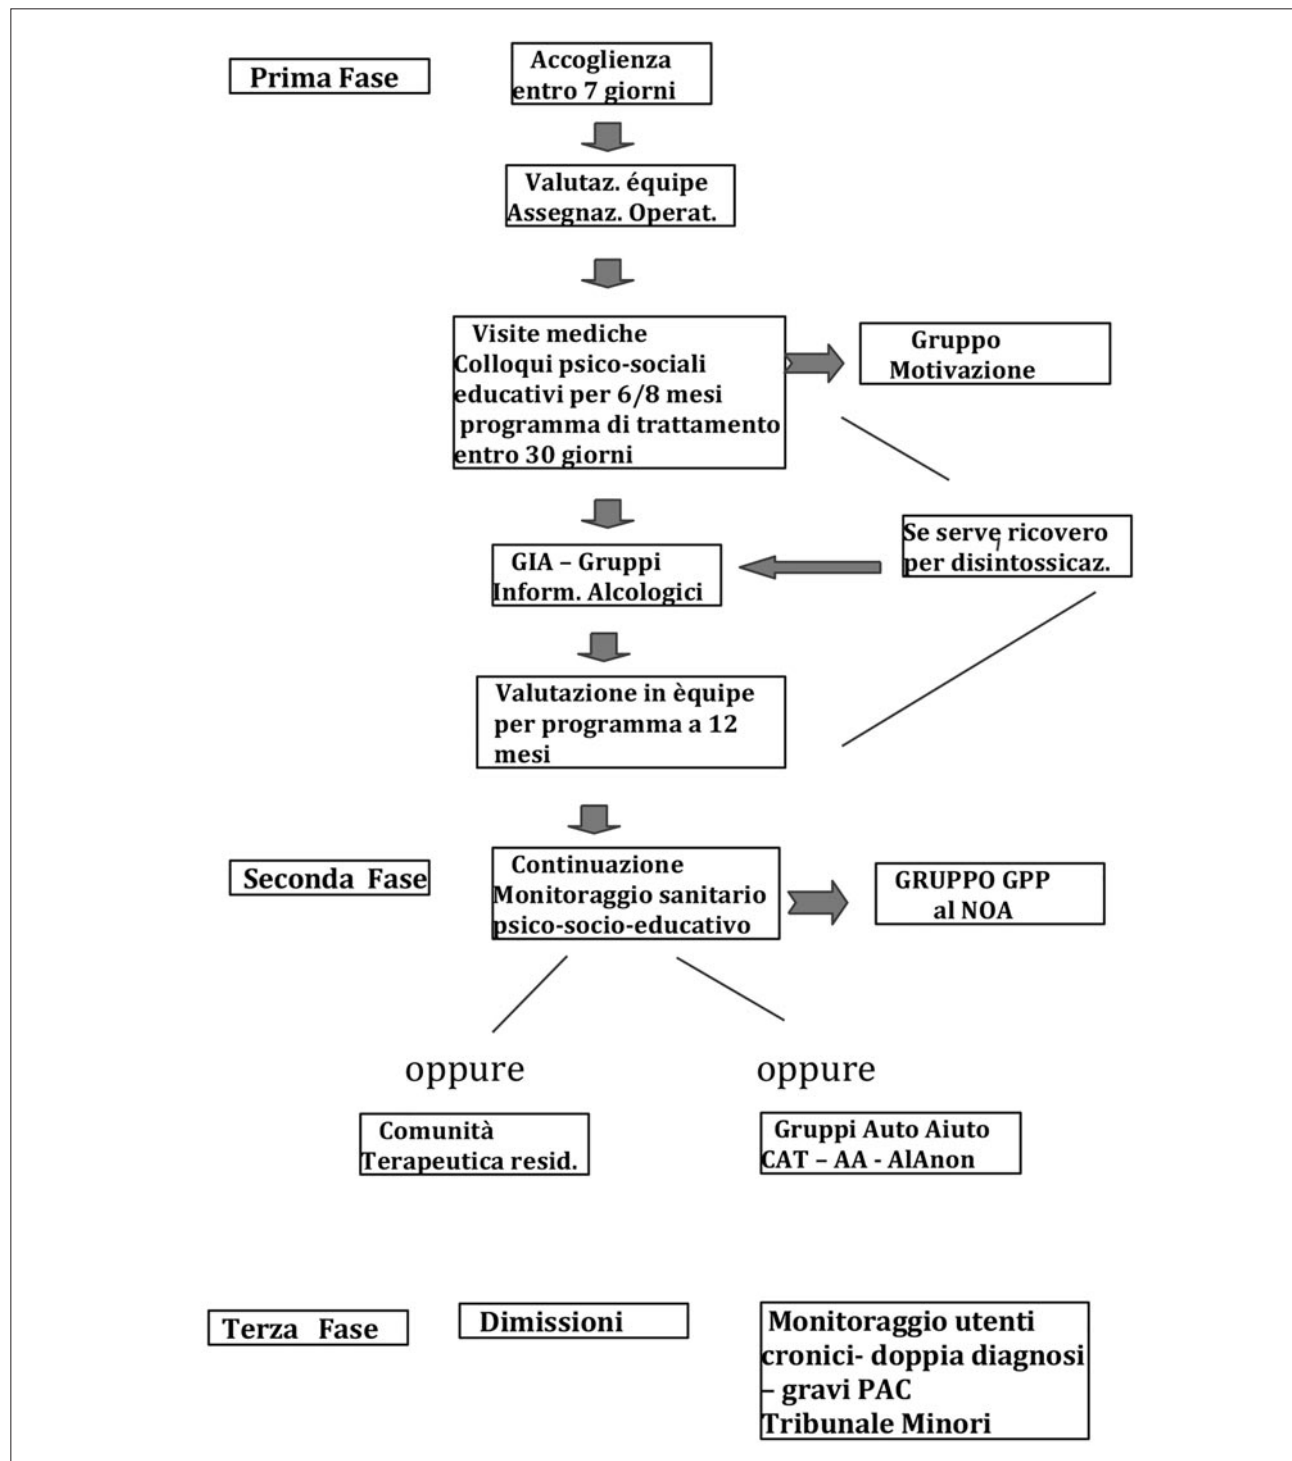 Prima Fase
Accoglienza
entro 7 giorni
Valutaz. équipe
Assegnaz. Operat.
Visite mediche
Colloqui psico-sociali
educativi per 6/8 mesi
programma di trattamento
entro 30 giorni
Gruppo
Motivazione
Se serve ricovero
per disintossicaz.
GIA – Gruppi
Inform. Alcologici
Valutazione in èquipe
per programma a 12
mesi
Seconda Fase
Continuazione
Monitoraggio sanitario
psico-socio-educativo
GRUPPO GPP
al NOA
oppure
oppure
Comunità
Terapeutica resid.
Gruppi Auto Aiuto
CAT – AA - AlAnon
Terza Fase
Dimissioni
Monitoraggio utenti
cronici- doppia diagnosi
– gravi PAC
Tribunale Minori